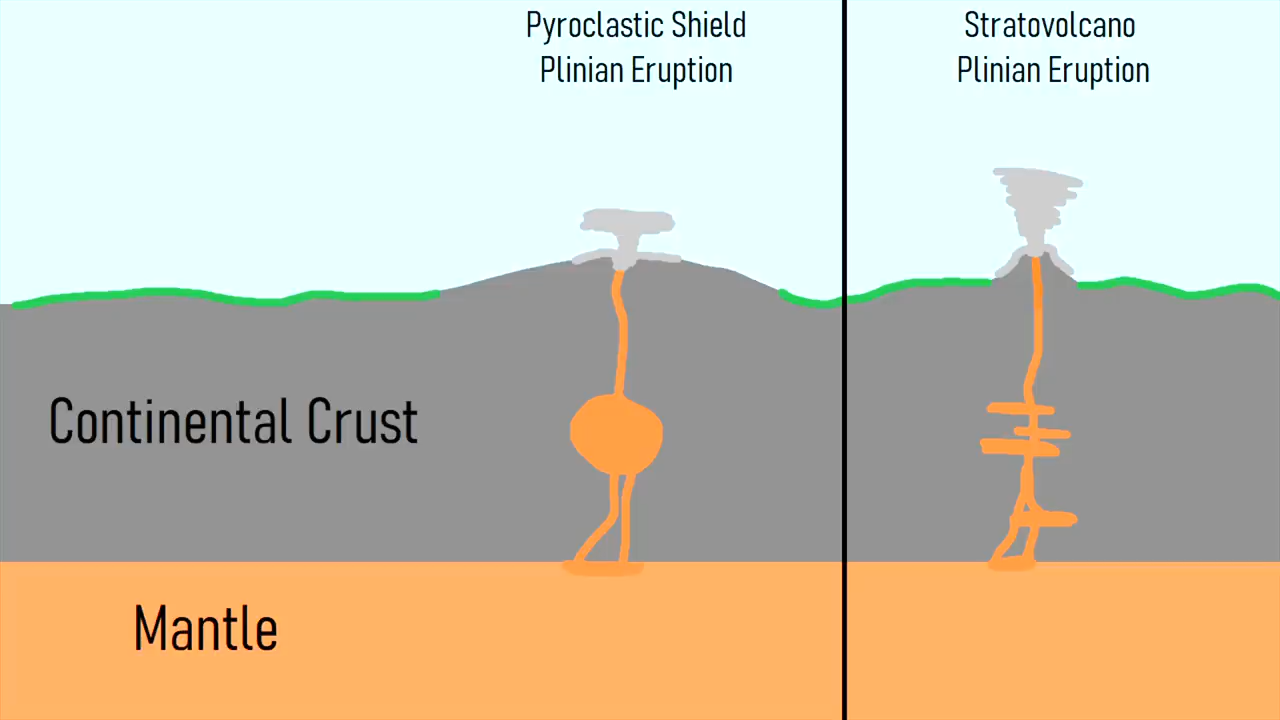 Pyroclastic Shield
Plinian Eruption
Stratovolcano
Plinian Eruption
Continental Crust
Mantle